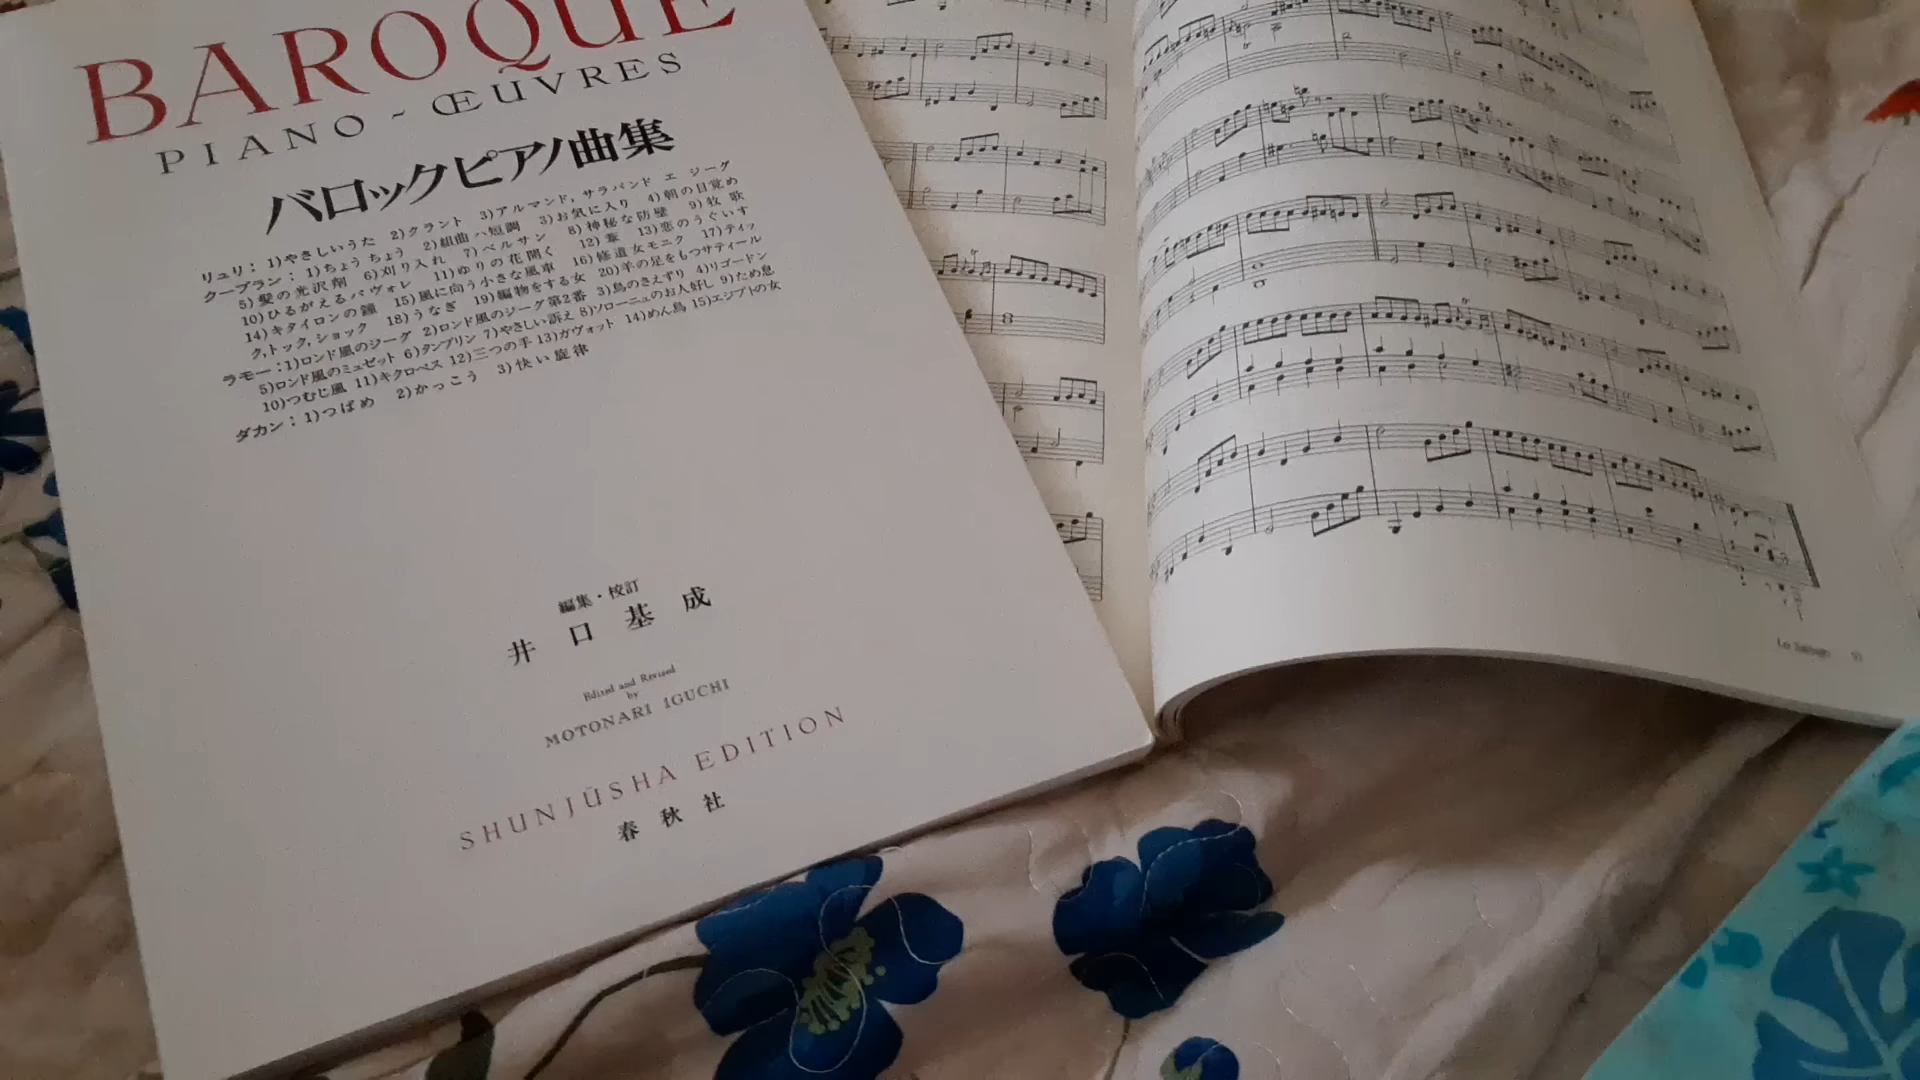 BAROQUE
PIANO - ŒUVRES
バロックピアノ曲集
リュリ：1)やさしいうた 2)クラント 3)アルマンド, サラバンド エ ジーグ
クープラン：1)ちょうちょう 2)組曲ハ短調 3)お気に入り 4)朝の目覚め
5)髪の光沢剤 6)刈り入れ 7)ベルサン 8)神秘な防壁 9)牧歌
10)ひるがえるバヴォレ 11)ゆりの花開く 12)葦 13)恋のうぐいす
14)キタイロンの鐘 15)風に向う小さな風車 16)修道女モニク 17)ティッ
ク,トック,ショック 18)うなぎ 19)編物をする女 20)羊の足をもつサティール
ラモー：1)ロンド風のジーグ 2)ロンド風のジーグ第2番 3)鳥のさえずり 4)リゴードン
5)ロンド風のミュゼット 6)タンブリン 7)やさしい訴え 8)ソローニュのお人好し 9)ため息
10)つむじ風 11)キクロペス 12)三つの手 13)ガヴォット 14)めん鳥 15)エジプトの女
ダカン：1)つばめ 2)かっこう 3)快い旋律
編集・校訂
井口基成
Edited and Revised
by
MOTONARI IGUCHI
SHUNJŪSHA EDITION
春秋社